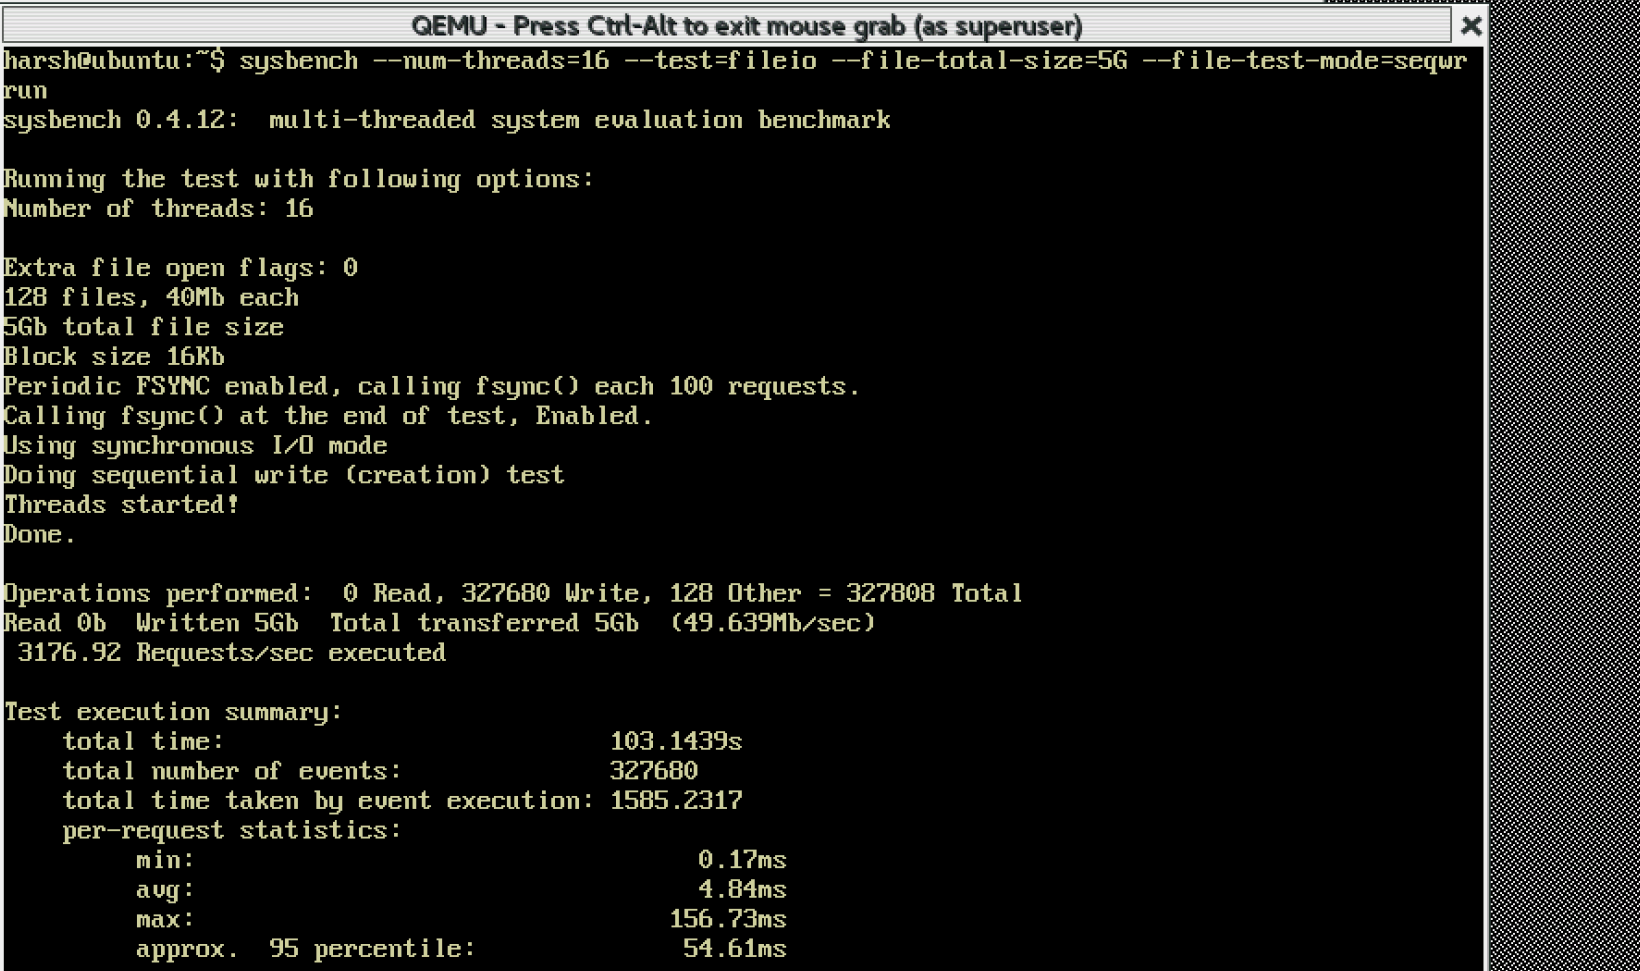 QEMU - Press Ctrl-Alt to exit mouse grab (as superuser)
harsh@ubuntu:~$ sysbench --num-threads=16 --test=fileio --file-total-size=5G --file-test-mode=seqwr
run
sysbench 0.4.12:  multi-threaded system evaluation benchmark

Running the test with following options:
Number of threads: 16

Extra file open flags: 0
128 files, 40Mb each
5Gb total file size
Block size 16Kb
Periodic FSYNC enabled, calling fsync() each 100 requests.
Calling fsync() at the end of test, Enabled.
Using synchronous I/O mode
Doing sequential write (creation) test
Threads started!
Done.

Operations performed:  0 Read, 327680 Write, 128 Other = 327808 Total
Read 0b  Written 5Gb  Total transferred 5Gb  (49.639Mb/sec)
 3176.92 Requests/sec executed

Test execution summary:
    total time:                          103.1439s
    total number of events:              327680
    total time taken by event execution: 1585.2317
    per-request statistics:
         min:                                  0.17ms
         avg:                                  4.84ms
         max:                                156.73ms
         approx.  95 percentile:              54.61ms